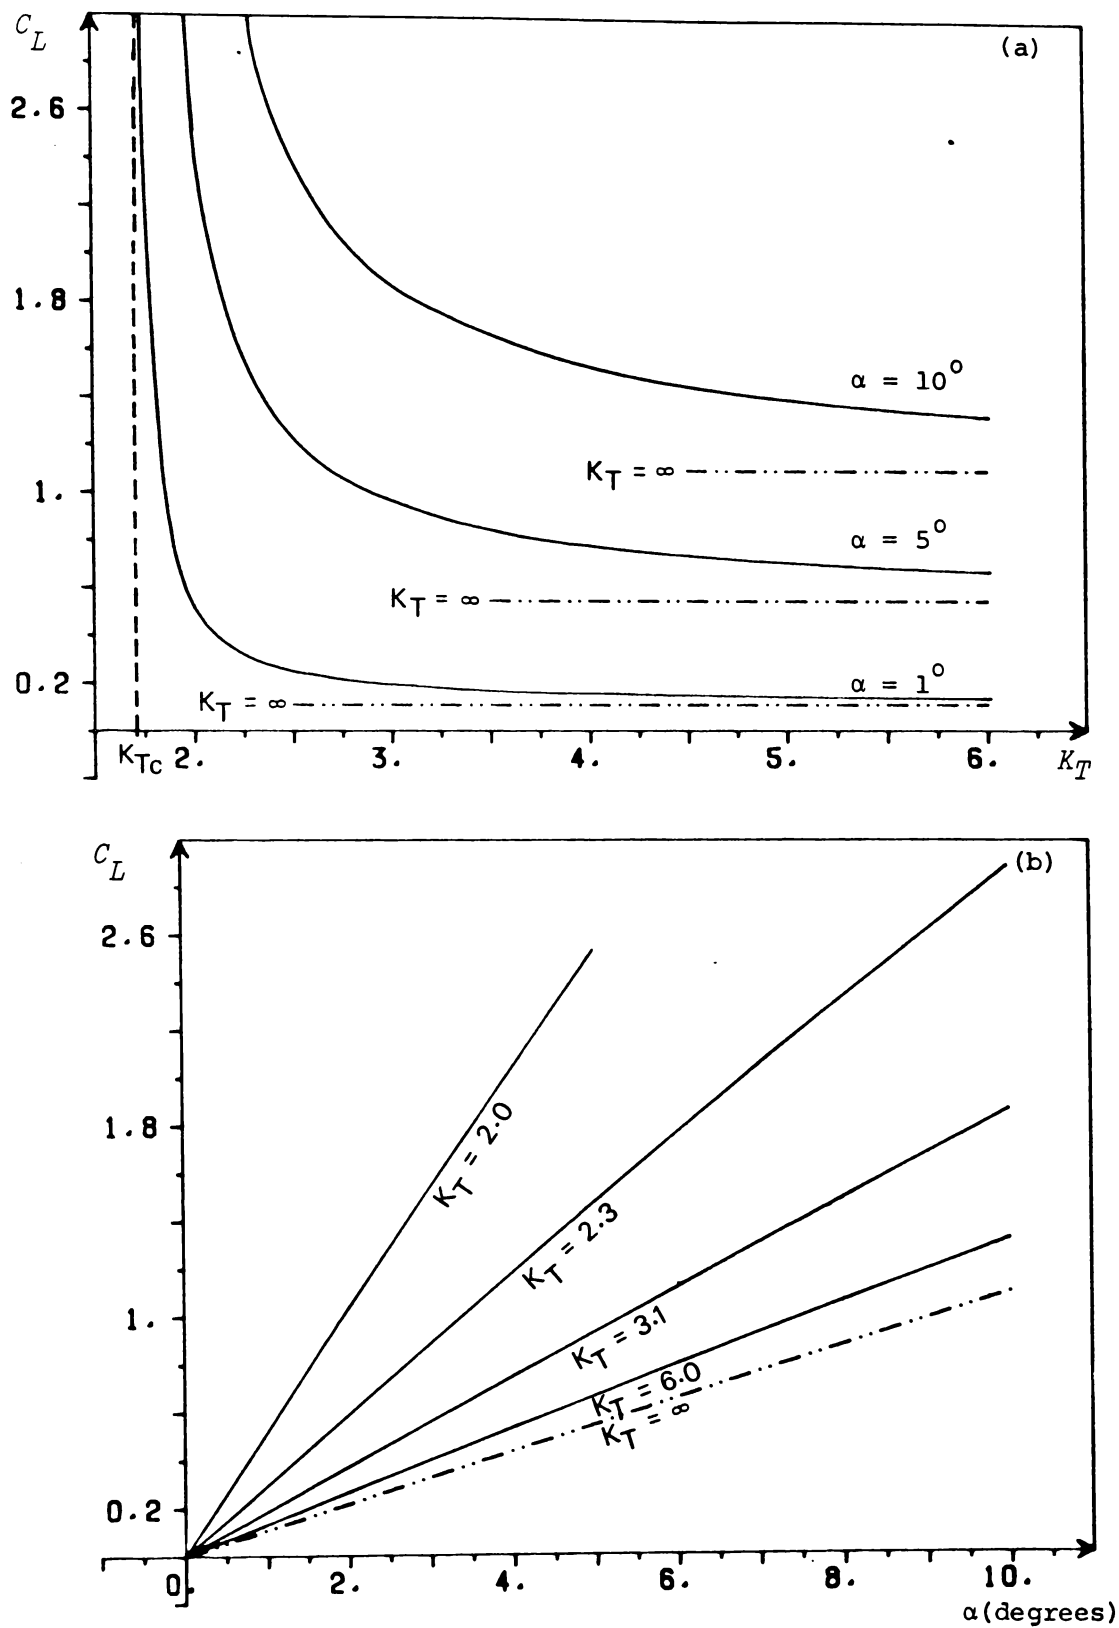 C_L
(a)
2.6
1.8
α = 10°
K_T = ∞
1.
α = 5°
K_T = ∞
0.2
α = 1°
K_T = ∞
K_Tc 2. 3. 4. 5. 6. K_T
C_L
(b)
2.6
1.8
K_T = 2.0
K_T = 2.3
1.
K_T = 3.1
K_T = 6.0
K_T = ∞
0.2
0. 2. 4. 6. 8. 10.
α(degrees)